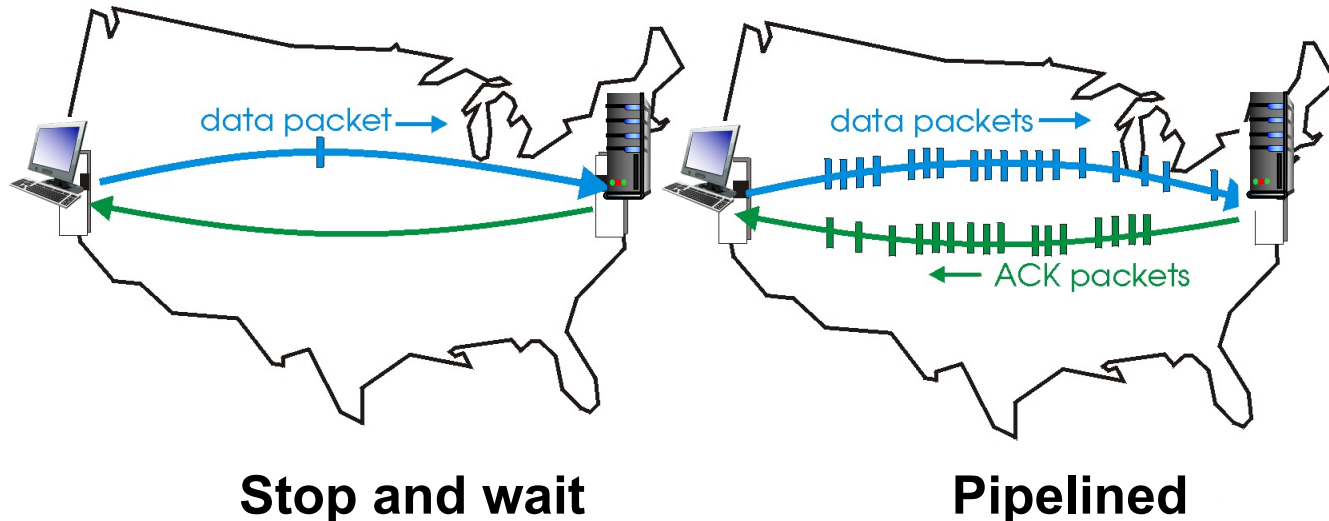 data packet
data packets
ACK packets
Stop and wait
Pipelined